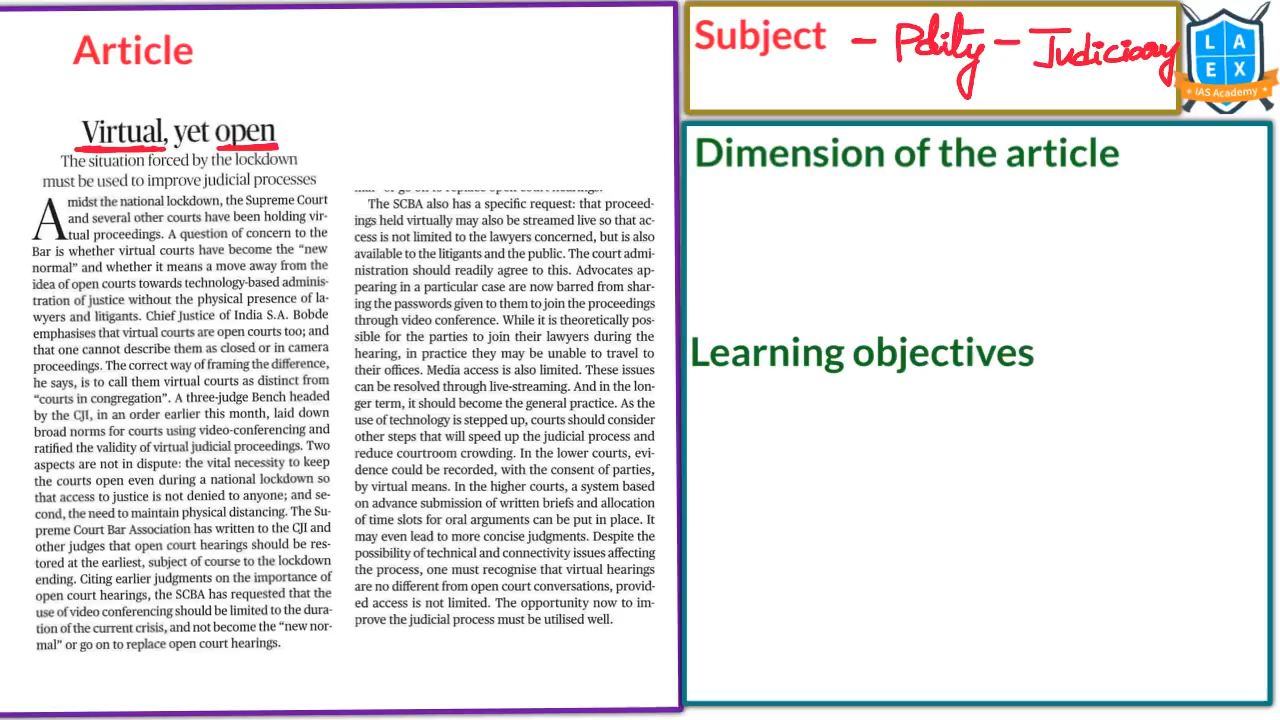 Article
Virtual, yet open
The situation forced by the lockdown
must be used to improve judicial processes
Amidst the national lockdown, the Supreme Court
and several other courts have been holding vir-
tual proceedings. A question of concern to the
Bar is whether virtual courts have become the “new
normal” and whether it means a move away from the
idea of open courts towards technology-based adminis-
tration of justice without the physical presence of la-
wyers and litigants. Chief Justice of India S.A. Bobde
emphasises that virtual courts are open courts too; and
that one cannot describe them as closed or in camera
proceedings. The correct way of framing the difference,
he says, is to call them virtual courts as distinct from
“courts in congregation”. A three-judge Bench headed
by the CJI, in an order earlier this month, laid down
broad norms for courts using video-conferencing and
ratified the validity of virtual judicial proceedings. Two
aspects are not in dispute: the vital necessity to keep
the courts open even during a national lockdown so
that access to justice is not denied to anyone; and se-
cond, the need to maintain physical distancing. The Su-
preme Court Bar Association has written to the CJI and
other judges that open court hearings should be res-
tored at the earliest, subject of course to the lockdown
ending. Citing earlier judgments on the importance of
open court hearings, the SCBA has requested that the
use of video conferencing should be limited to the dura-
tion of the current crisis, and not become the “new nor-
mal” or go on to replace open court hearings.
mal” or go on to replace open court hearings.
The SCBA also has a specific request: that proceed-
ings held virtually may also be streamed live so that ac-
cess is not limited to the lawyers concerned, but is also
available to the litigants and the public. The court admi-
nistration should readily agree to this. Advocates ap-
pearing in a particular case are now barred from shar-
ing the passwords given to them to join the proceedings
through video conference. While it is theoretically pos-
sible for the parties to join their lawyers during the
hearing, in practice they may be unable to travel to
their offices. Media access is also limited. These issues
can be resolved through live-streaming. And in the lon-
ger term, it should become the general practice. As the
use of technology is stepped up, courts should consider
other steps that will speed up the judicial process and
reduce courtroom crowding. In the lower courts, evi-
dence could be recorded, with the consent of parties,
by virtual means. In the higher courts, a system based
on advance submission of written briefs and allocation
of time slots for oral arguments can be put in place. It
may even lead to more concise judgments. Despite the
possibility of technical and connectivity issues affecting
the process, one must recognise that virtual hearings
are no different from open court conversations, provid-
ed access is not limited. The opportunity now to im-
prove the judicial process must be utilised well.
Subject - Polity - Judiciary
L A
E X
IAS Academy
Dimension of the article
Learning objectives